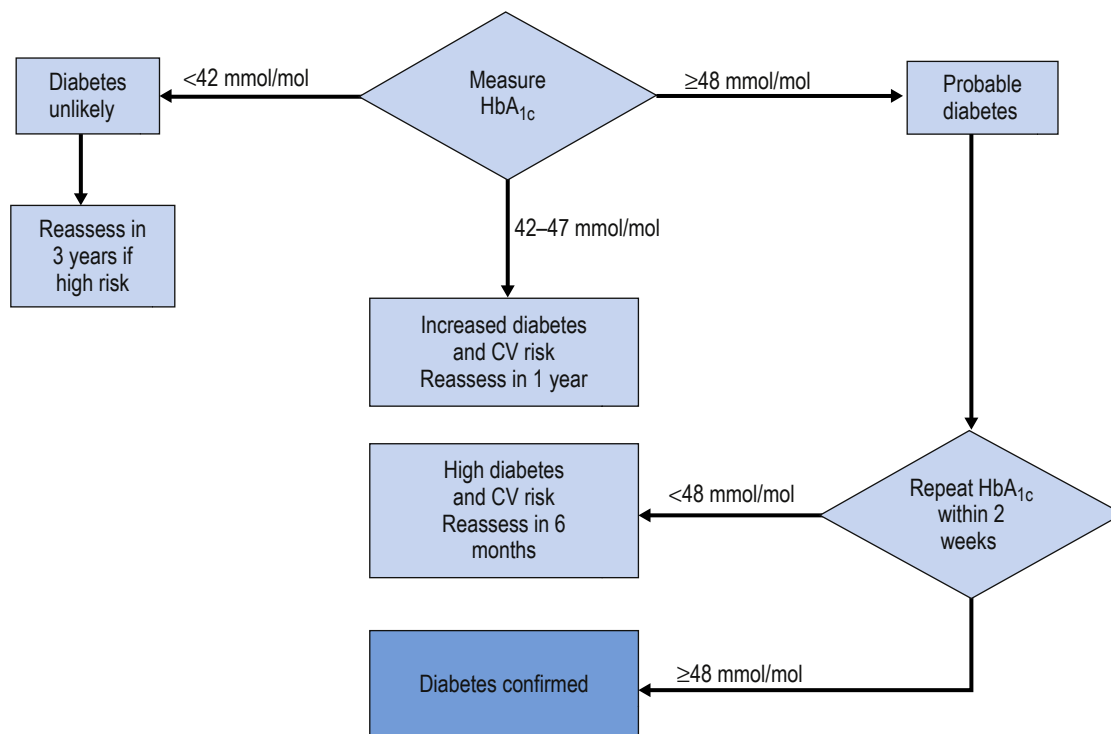 Diabetes
unlikely
<42 mmol/mol
Measure
HbA1c
≥48 mmol/mol
Probable
diabetes
Reassess in
3 years if
high risk
42–47 mmol/mol
Increased diabetes
and CV risk
Reassess in 1 year
High diabetes
and CV risk
Reassess in 6
months
<48 mmol/mol
Repeat HbA1c
within 2
weeks
Diabetes confirmed
≥48 mmol/mol